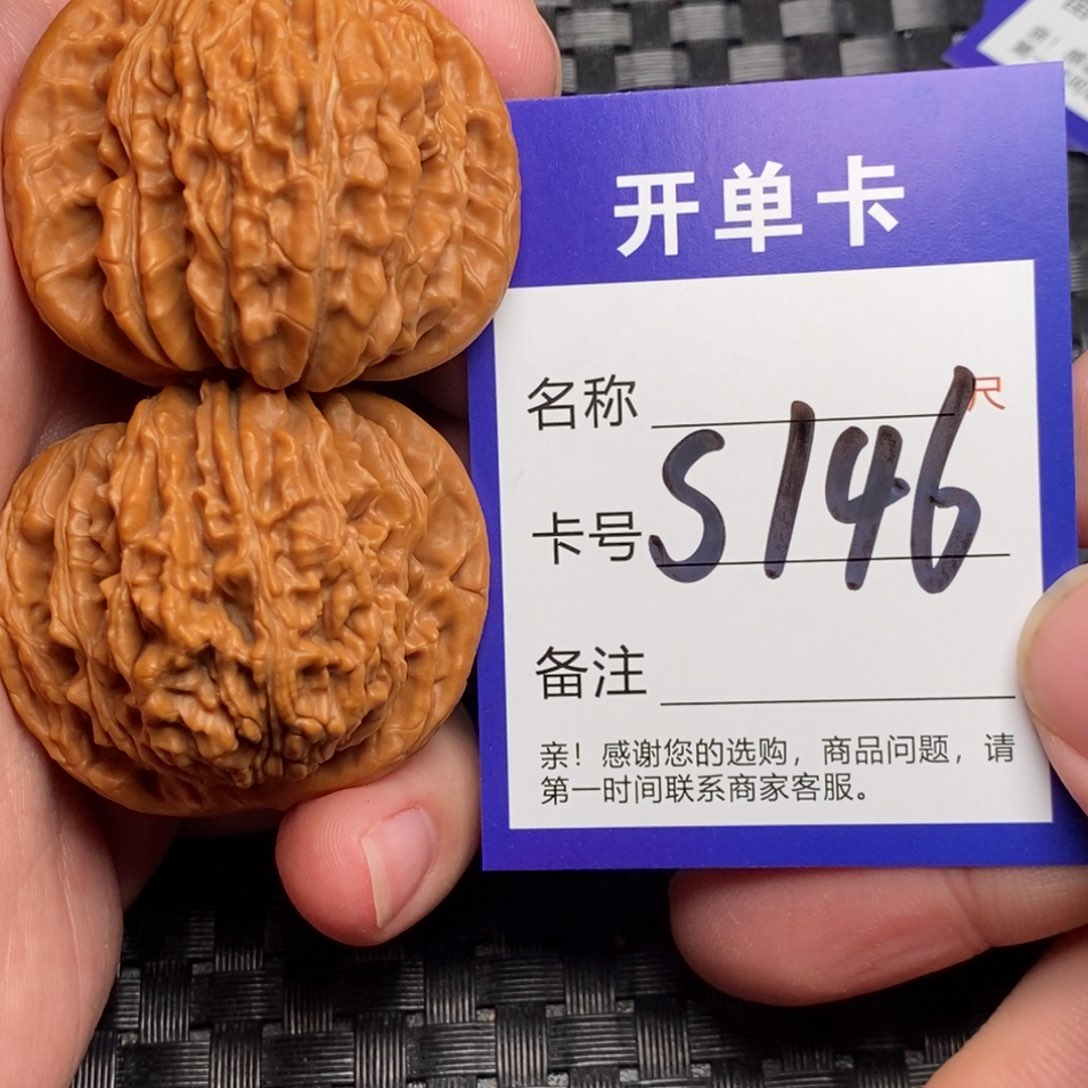 开单卡
名称 尺
卡号 S146
备注
亲！感谢您的选购，商品问题，请
第一时间联系商家客服。